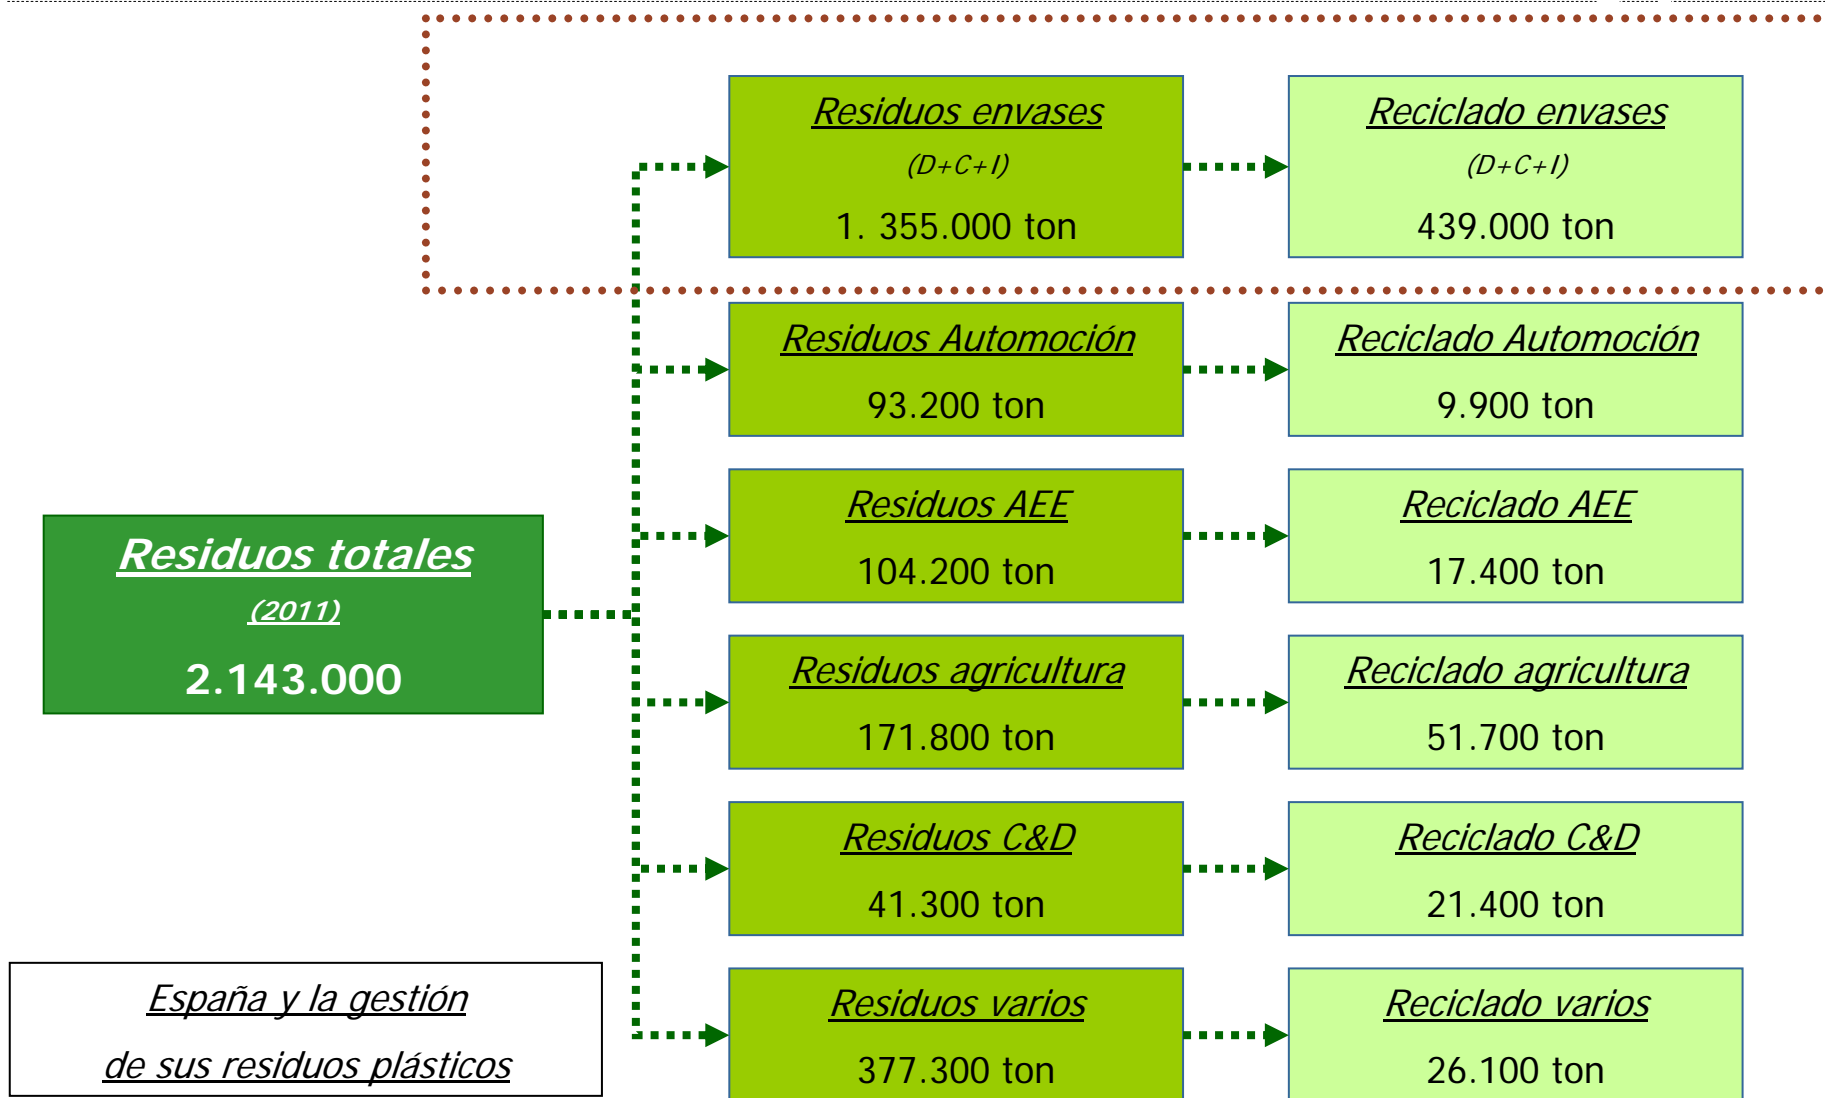 Residuos envases
(D+C+I)
1. 355.000 ton
Reciclado envases
(D+C+I)
439.000 ton
Residuos Automoción
93.200 ton
Reciclado Automoción
9.900 ton
Residuos AEE
104.200 ton
Reciclado AEE
17.400 ton
Residuos totales
(2011)
2.143.000
Residuos agricultura
171.800 ton
Reciclado agricultura
51.700 ton
Residuos C&D
41.300 ton
Reciclado C&D
21.400 ton
Residuos varios
377.300 ton
Reciclado varios
26.100 ton
España y la gestión
de sus residuos plásticos